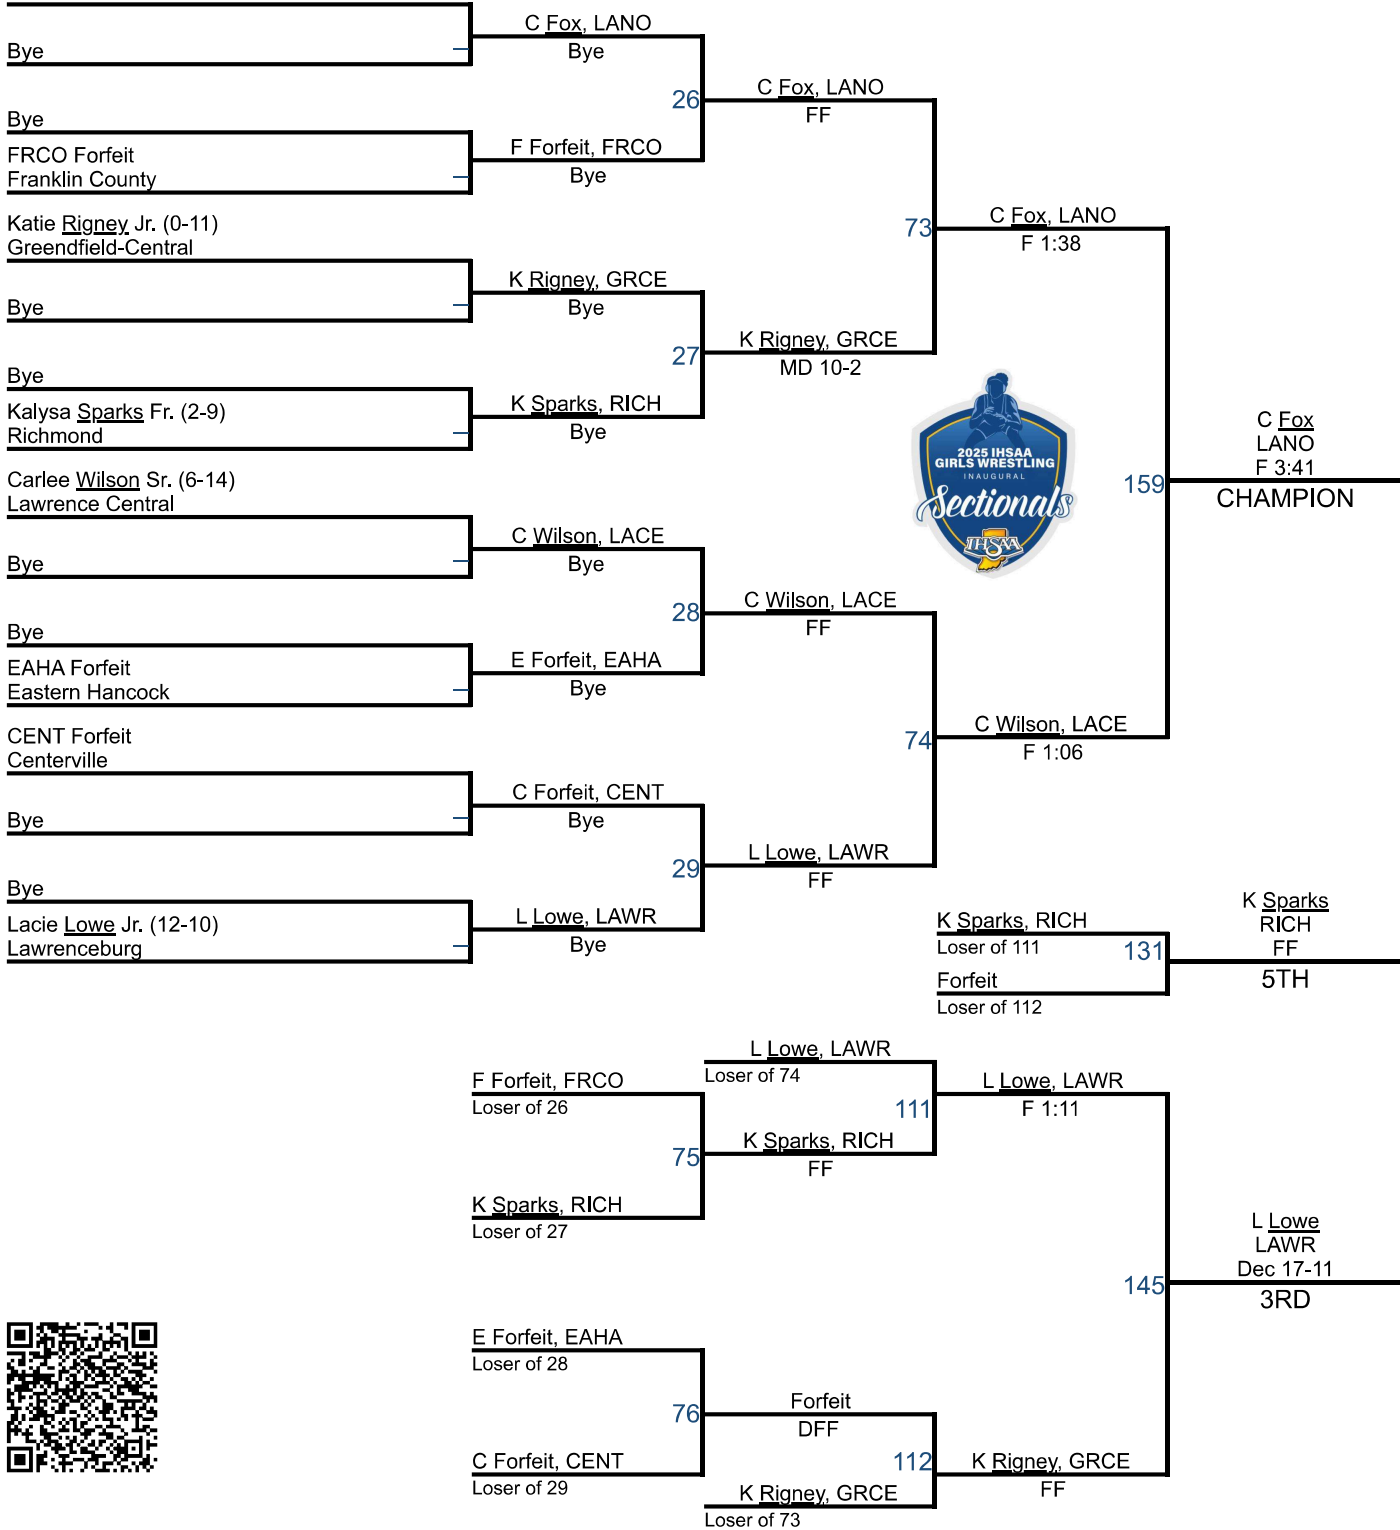 Bye
C Fox, LANO
Bye
Bye
FRCO Forfeit
Franklin County
F Forfeit, FRCO
Bye
26
C Fox, LANO
FF
Katie Rigney Jr. (0-11)
Greendfield-Central
Bye
K Rigney, GRCE
Bye
Bye
Kalysa Sparks Fr. (2-9)
Richmond
K Sparks, RICH
Bye
27
K Rigney, GRCE
MD 10-2
73
C Fox, LANO
F 1:38
Carlee Wilson Sr. (6-14)
Lawrence Central
Bye
C Wilson, LACE
Bye
Bye
EAHA Forfeit
Eastern Hancock
E Forfeit, EAHA
Bye
28
C Wilson, LACE
FF
CENT Forfeit
Centerville
Bye
C Forfeit, CENT
Bye
Bye
Lacie Lowe Jr. (12-10)
Lawrenceburg
L Lowe, LAWR
Bye
29
L Lowe, LAWR
FF
74
C Wilson, LACE
F 1:06
2025 IHSAA
GIRLS WRESTLING
INAUGURAL
Sectionals
IHSAA
159
C Fox
LANO
F 3:41
CHAMPION
K Sparks, RICH
Loser of 111
Forfeit
Loser of 112
131
K Sparks
RICH
FF
5TH
F Forfeit, FRCO
Loser of 26
K Sparks, RICH
Loser of 27
75
L Lowe, LAWR
Loser of 74
K Sparks, RICH
FF
111
L Lowe, LAWR
F 1:11
E Forfeit, EAHA
Loser of 28
C Forfeit, CENT
Loser of 29
76
Forfeit
DFF
K Rigney, GRCE
Loser of 73
112
K Rigney, GRCE
FF
145
L Lowe
LAWR
Dec 17-11
3RD